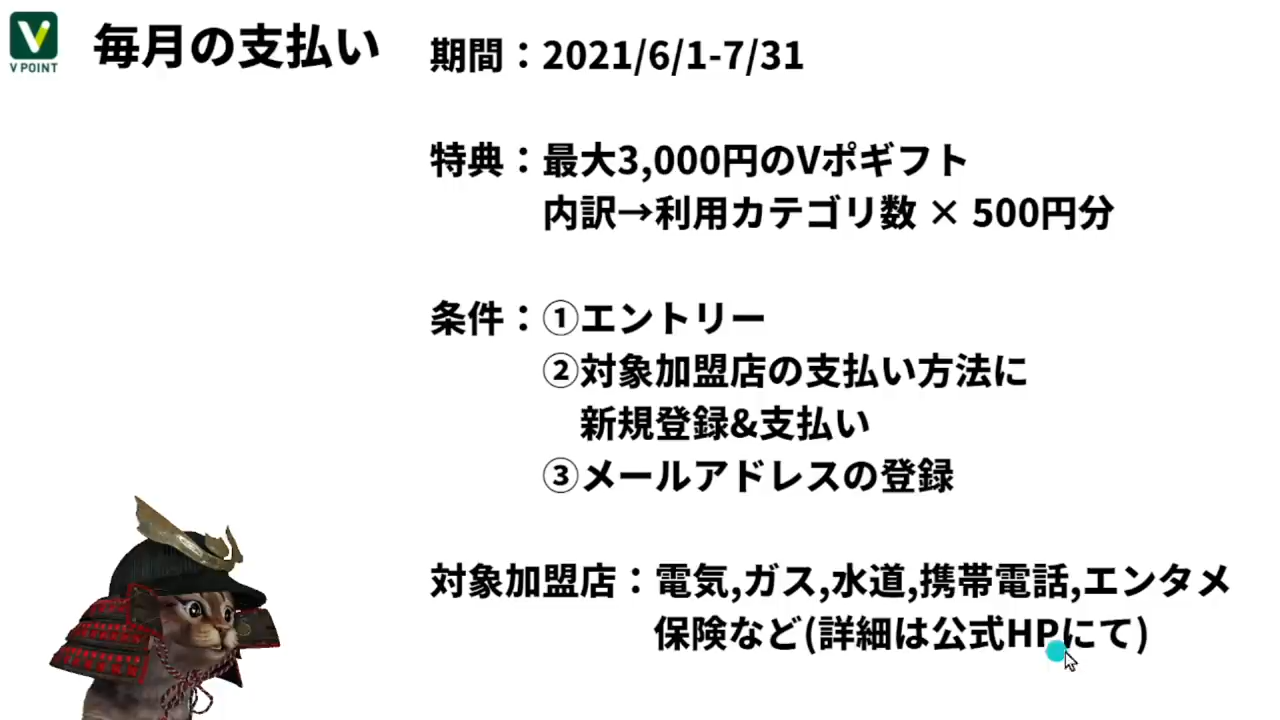 V POINT
毎月の支払い
期間：2021/6/1-7/31
特典：最大3,000円のVポギフト
内訳→利用カテゴリ数 × 500円分
条件：①エントリー
②対象加盟店の支払い方法に
新規登録&支払い
③メールアドレスの登録
対象加盟店：電気,ガス,水道,携帯電話,エンタメ
保険など(詳細は公式HPにて)